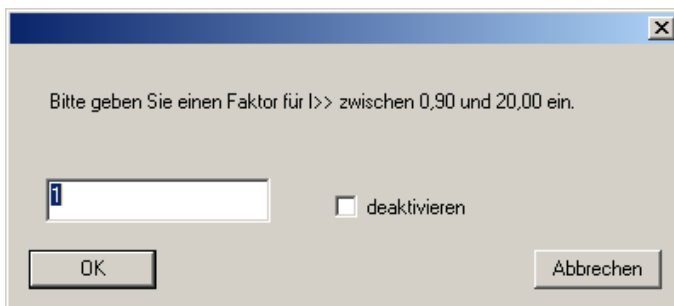 Bitte geben Sie einen Faktor für I>> zwischen 0,90 und 20,00 ein.
1
deaktivieren
OK
Abbrechen